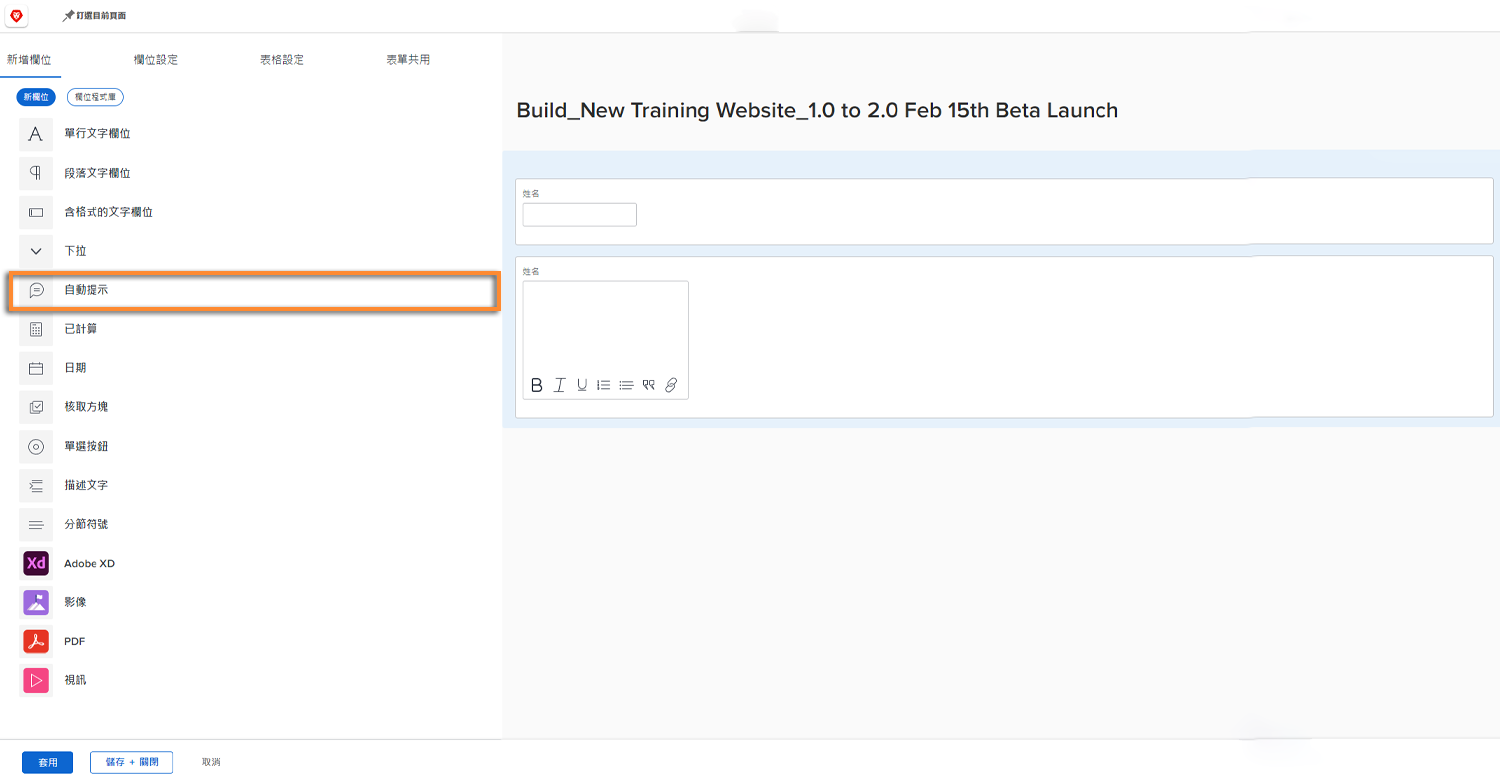 釘選目前頁面
新增欄位 欄位設定 表格設定 表單共用
新欄位 欄位程式庫
單行文字欄位
段落文字欄位
含格式的文字欄位
下拉
自動提示
已計算
日期
核取方塊
單選按鈕
描述文字
分節符號
Xd Adobe XD
影像
PDF
視訊
套用 儲存 + 關閉 取消
Build_New Training Website_1.0 to 2.0 Feb 15th Beta Launch
姓名
姓名